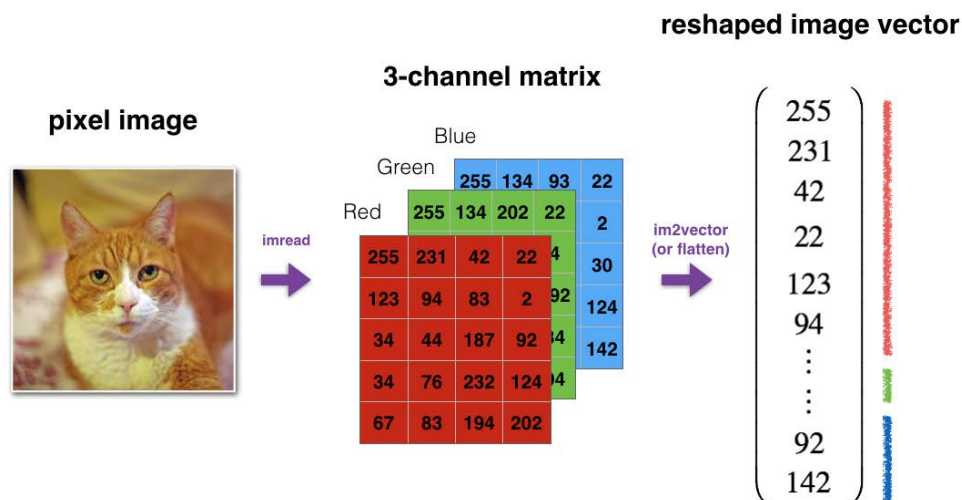 reshaped image vector
3-channel matrix
pixel image
Blue
Green
Red
imread
im2vector
(or flatten)
255 134 93 22
2
30
124
142
255 134 202 22
4
92
34
04
255 231 42 22
123 94 83 2
34 44 187 92
34 76 232 124
67 83 194 202
255
231
42
22
123
94
⋮
⋮
92
142